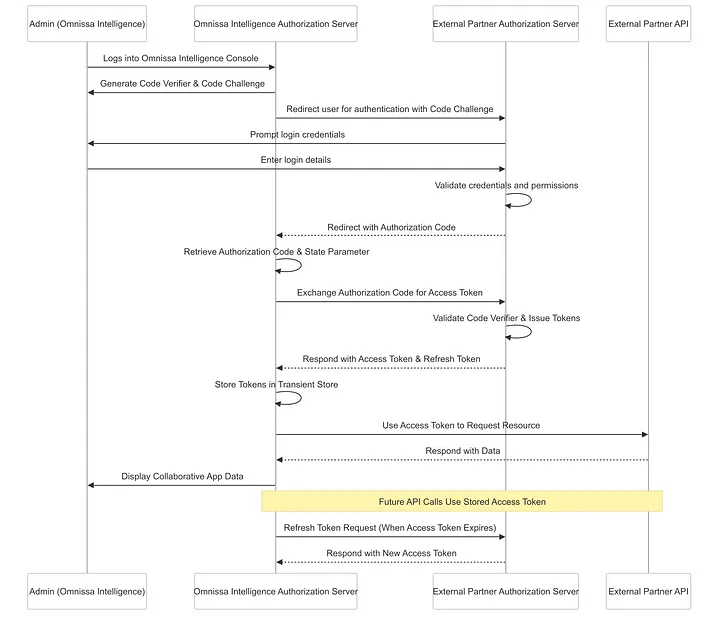 Admin (Omnissa Intelligence)
Omnissa Intelligence Authorization Server
External Partner Authorization Server
External Partner API
Logs into Omnissa Intelligence Console
Generate Code Verifier & Code Challenge
Redirect user for authentication with Code Challenge
Prompt login credentials
Enter login details
Validate credentials and permissions
Redirect with Authorization Code
Retrieve Authorization Code & State Parameter
Exchange Authorization Code for Access Token
Validate Code Verifier & Issue Tokens
Respond with Access Token & Refresh Token
Store Tokens in Transient Store
Use Access Token to Request Resource
Respond with Data
Display Collaborative App Data
Future API Calls Use Stored Access Token
Refresh Token Request (When Access Token Expires)
Respond with New Access Token
Admin (Omnissa Intelligence)
Omnissa Intelligence Authorization Server
External Partner Authorization Server
External Partner API